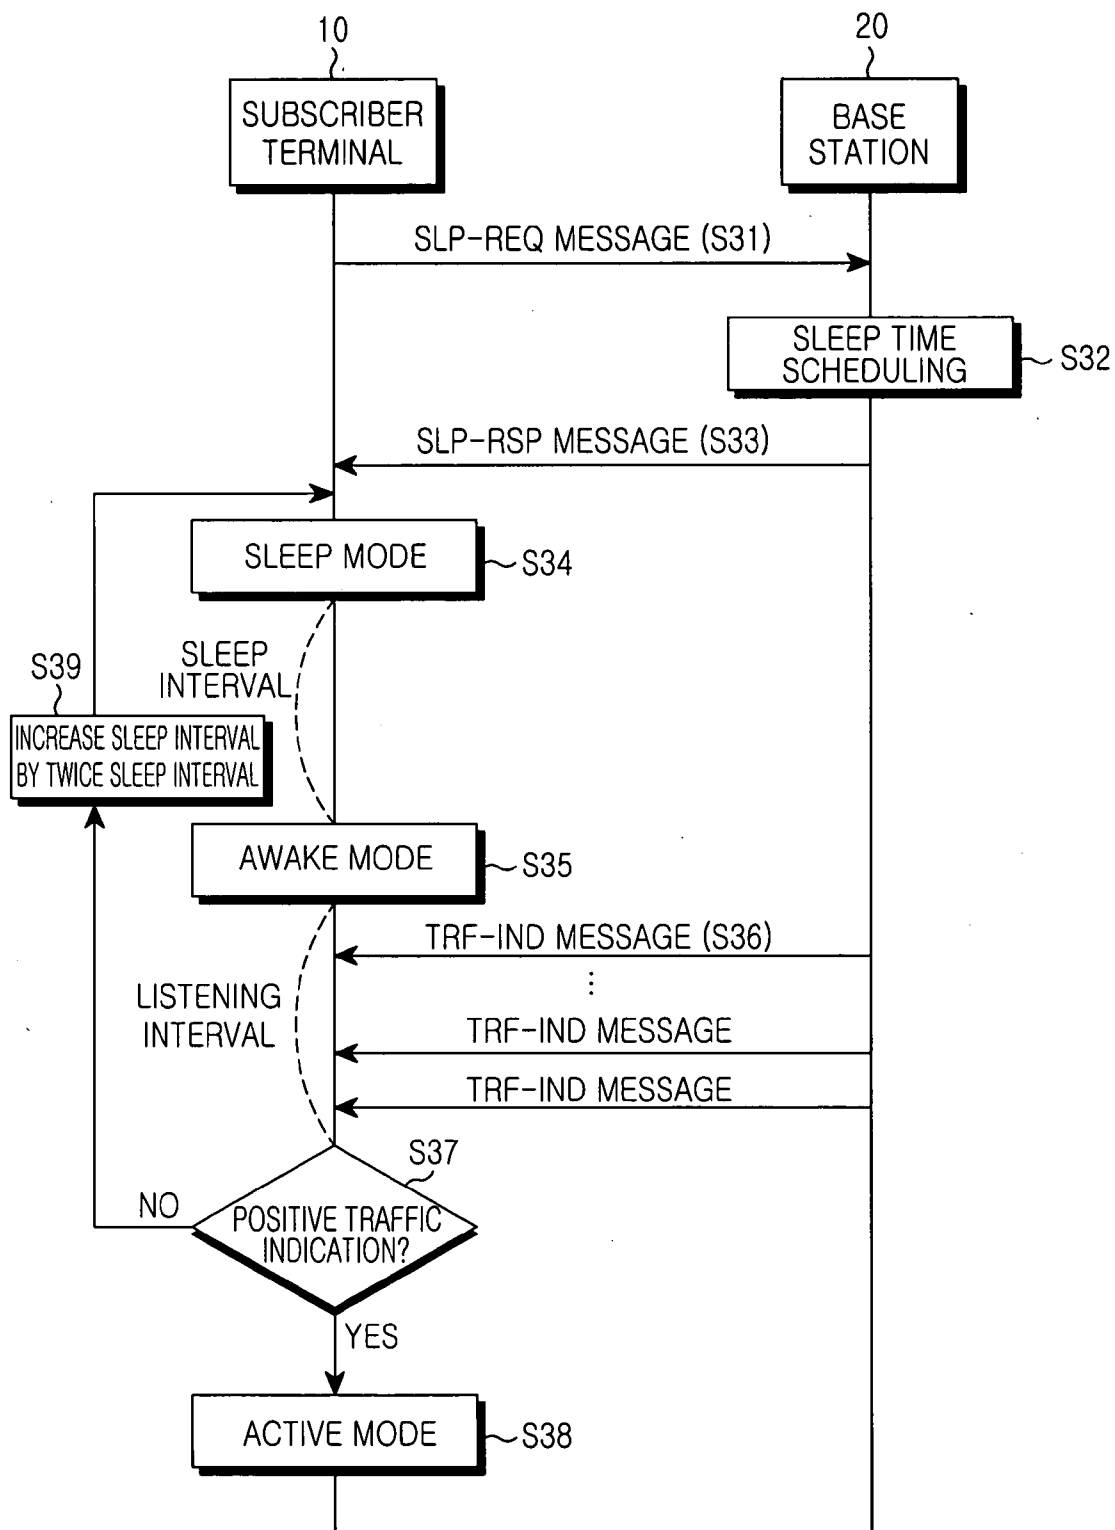 10
20
SUBSCRIBER
TERMINAL
BASE
STATION
SLP-REQ MESSAGE (S31)
SLEEP TIME
SCHEDULING
S32
SLP-RSP MESSAGE (S33)
SLEEP MODE
S34
SLEEP
INTERVAL
S39
INCREASE SLEEP INTERVAL
BY TWICE SLEEP INTERVAL
AWAKE MODE
S35
TRF-IND MESSAGE (S36)
⋮
LISTENING
INTERVAL
TRF-IND MESSAGE
TRF-IND MESSAGE
S37
NO
POSITIVE TRAFFIC
INDICATION?
YES
ACTIVE MODE
S38